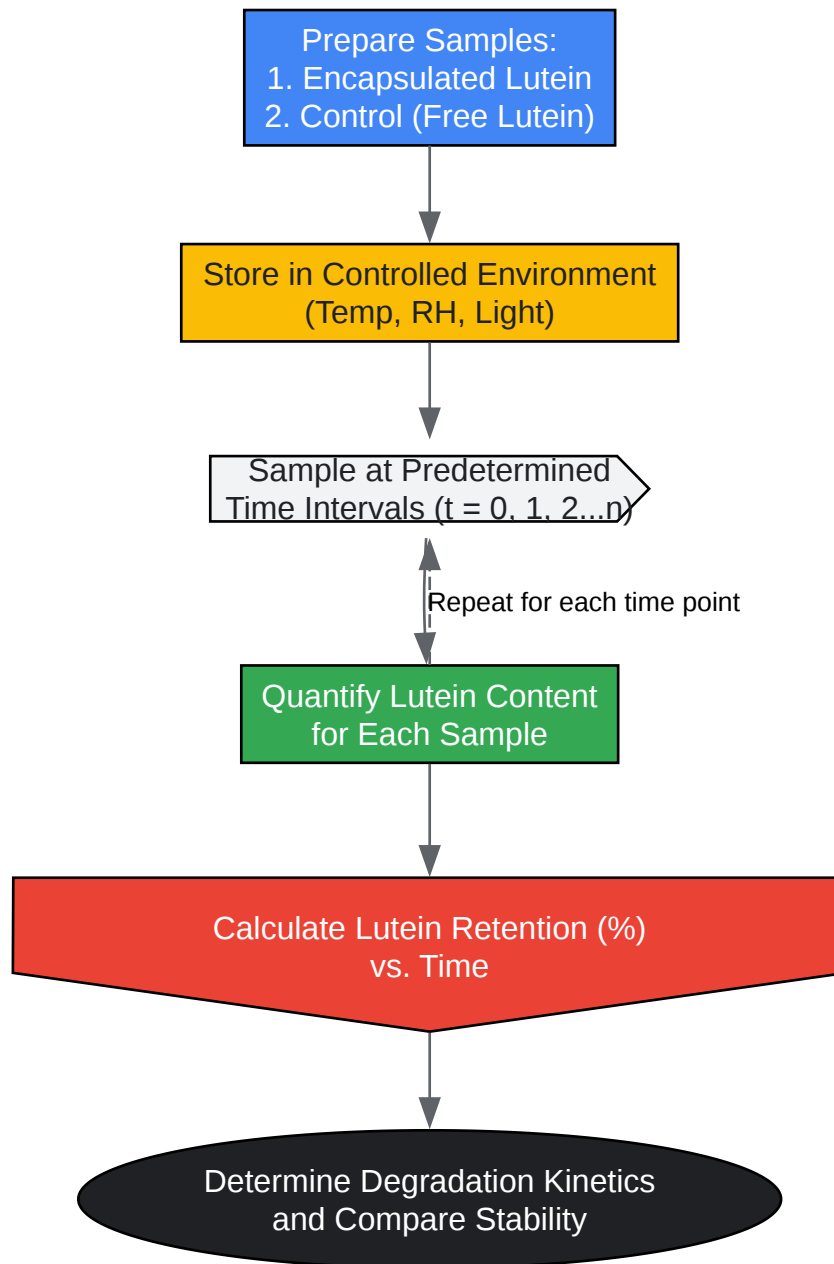 Prepare Samples:
1. Encapsulated Lutein
2. Control (Free Lutein)
Store in Controlled Environment
(Temp, RH, Light)
Sample at Predetermined
Time Intervals (t = 0, 1, 2...n)
Repeat for each time point
Quantify Lutein Content
for Each Sample
Calculate Lutein Retention (%)
vs. Time
Determine Degradation Kinetics
and Compare Stability